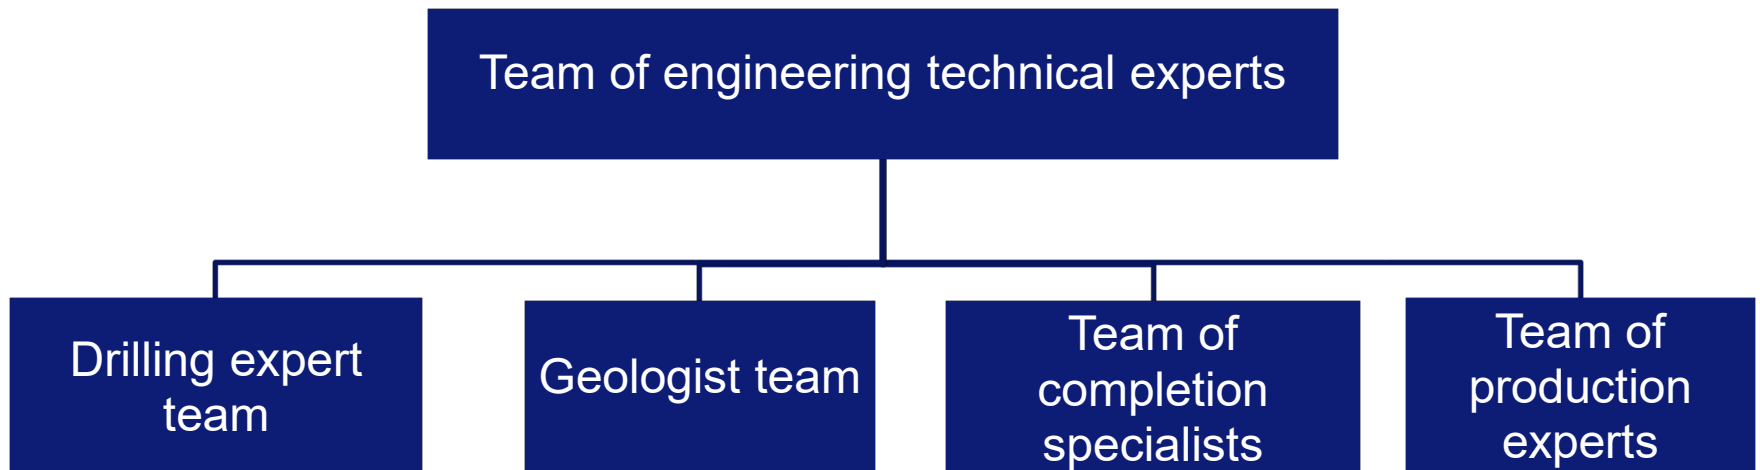 Team of engineering technical experts
Drilling expert
team
Geologist team
Team of
completion
specialists
Team of
production
experts